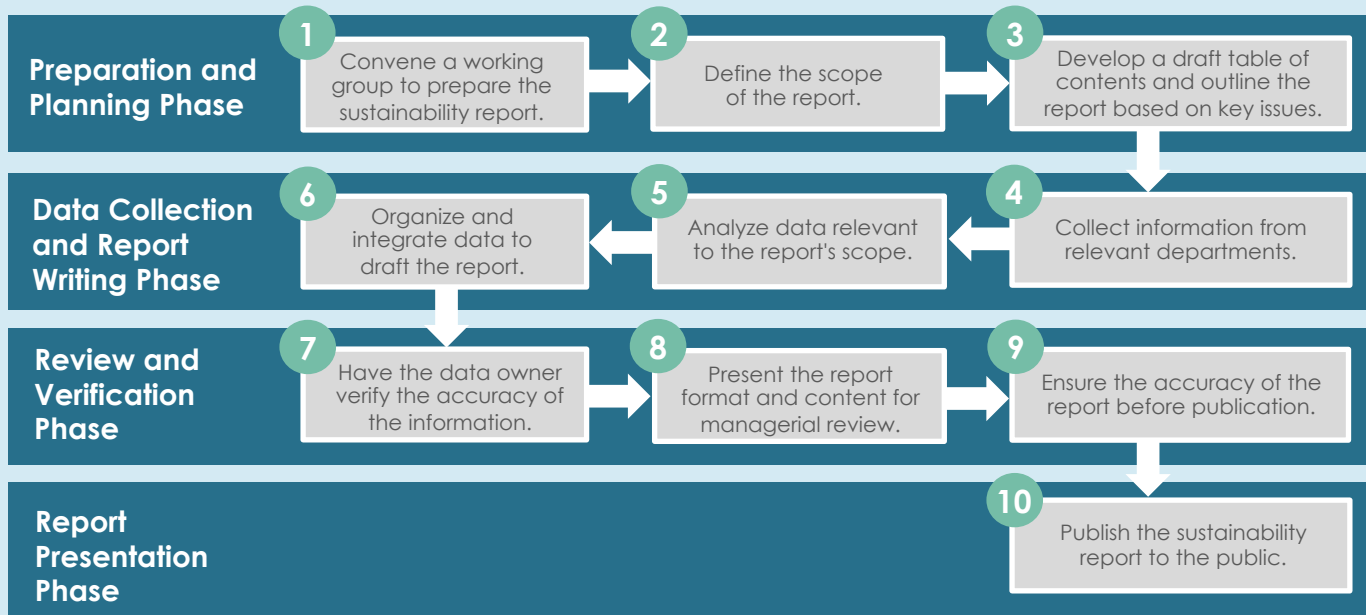 Preparation and
Planning Phase
1
Convene a working
group to prepare the
sustainability report.
2
Define the scope
of the report.
3
Develop a draft table of
contents and outline the
report based on key issues.
Data Collection
and Report
Writing Phase
4
Collect information from
relevant departments.
5
Analyze data relevant
to the report's scope.
6
Organize and
integrate data to
draft the report.
Review and
Verification
Phase
7
Have the data owner
verify the accuracy of
the information.
8
Present the report
format and content for
managerial review.
9
Ensure the accuracy of the
report before publication.
Report
Presentation
Phase
10
Publish the sustainability
report to the public.